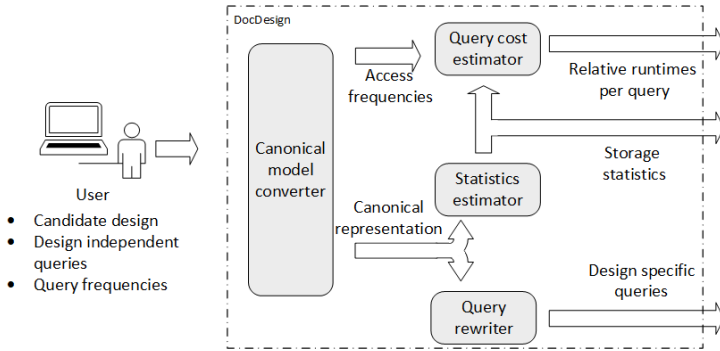 DocDesign
Query cost
estimator
Access
frequencies
Relative runtimes
per query
Canonical
model
converter
Storage
statistics
Statistics
estimator
User
• Candidate design
• Design independent
queries
• Query frequencies
Canonical
representation
Design specific
queries
Query
rewriter